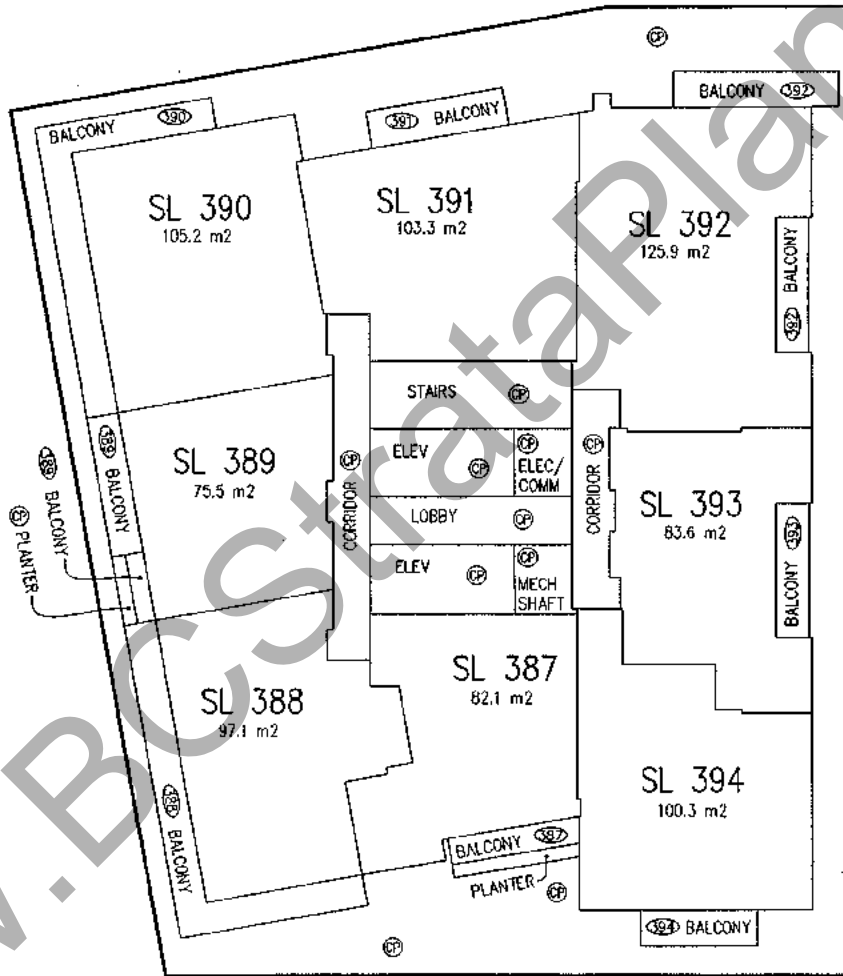 CP
BALCONY 392
BALCONY 390
391 BALCONY
SL 390
105.2 m2
SL 391
103.3 m2
SL 392
125.9 m2
392 BALCONY
STAIRS CP
ELEV CP
CP
ELEC/
COMM
LOBBY CP
ELEV CP
CP
MECH
SHAFT
CORRIDOR CP
CORRIDOR CP
SL 389
75.5 m2
389 BALCONY
389 BALCONY
CP PLANTER
SL 393
83.6 m2
BALCONY 393
SL 387
82.1 m2
SL 388
97.1 m2
388 BALCONY
SL 394
100.3 m2
BALCONY 387
PLANTER CP
394 BALCONY
CP
.BCStrataPlan